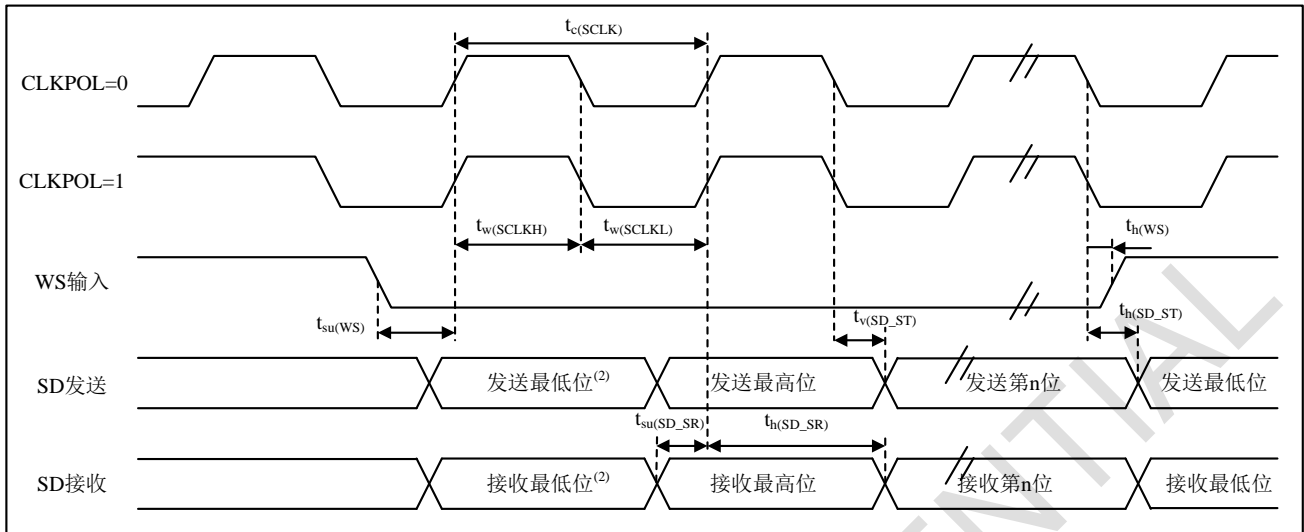 tc(SCLK)
CLKPOL=0
CLKPOL=1
tw(SCLKH) tw(SCLKL) th(WS)
WS输入
tsu(WS) tv(SD_ST) th(SD_ST)
SD发送 发送最低位(2) 发送最高位 发送第n位 发送最低位
tsu(SD_SR) th(SD_SR)
SD接收 接收最低位(2) 接收最高位 接收第n位 接收最低位
ENTIAL